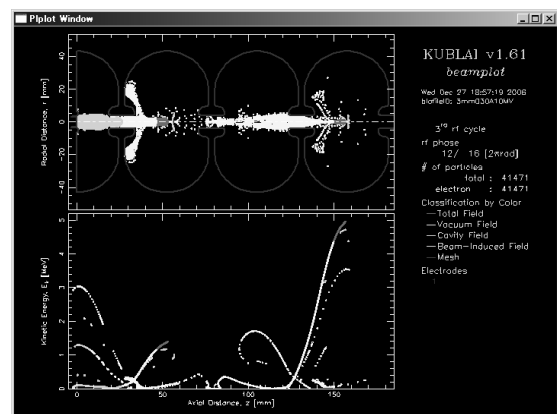 Plplot Window
KUBLAI v1.61
beamplot
Wed Dec 27 18:57:19 2006
3rd rf cycle
rf phase
12/ 16 [2πrad]
# of particles
total : 41471
electron : 41471
Classification by Color
—Total Field
—Vacuum Field
—Cavity Field
—Beam-Induced Field
—Mesh
Electrodes
Radial Distance, r [mm]
40
20
0
-20
-40
Kinetic Energy, Ek [MeV]
5
4
3
2
1
0
0 50 100 150
Axial Distance, z [mm]